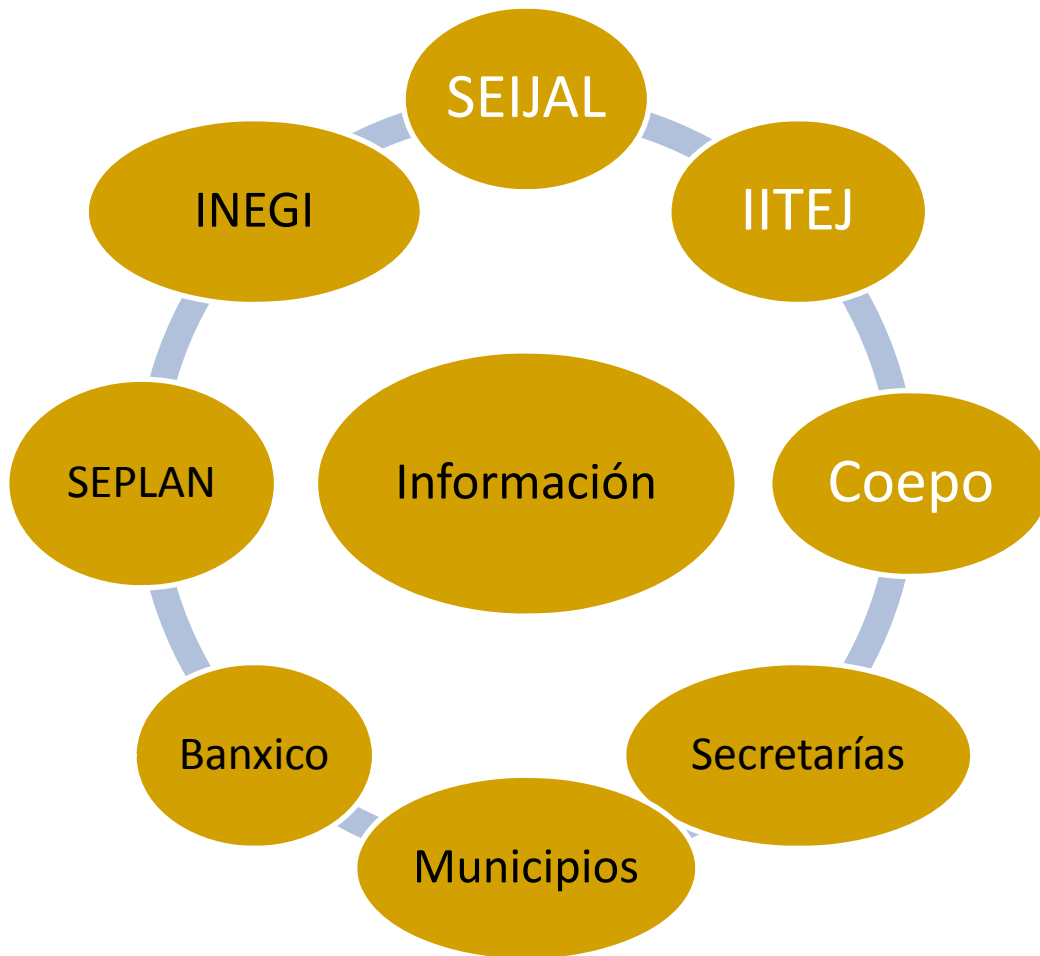 SEIJAL
INEGI
IITEJ
SEPLAN
Información
Coepo
Banxico
Secretarías
Municipios